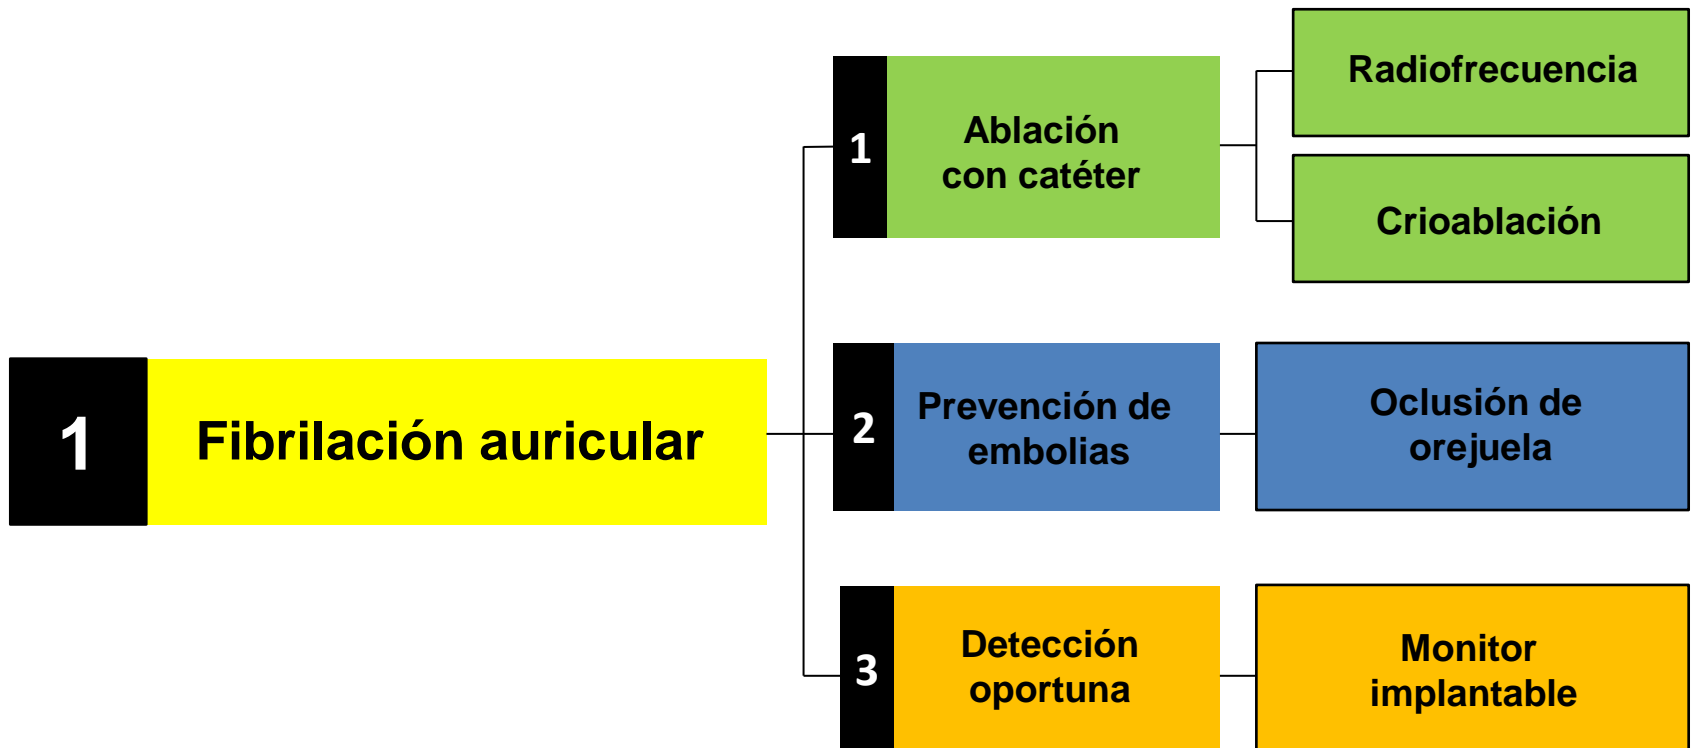 1
Fibrilación auricular
1
Ablación
con catéter
Radiofrecuencia
Crioablación
2
Prevención de
embolias
Oclusión de
orejuela
3
Detección
oportuna
Monitor
implantable